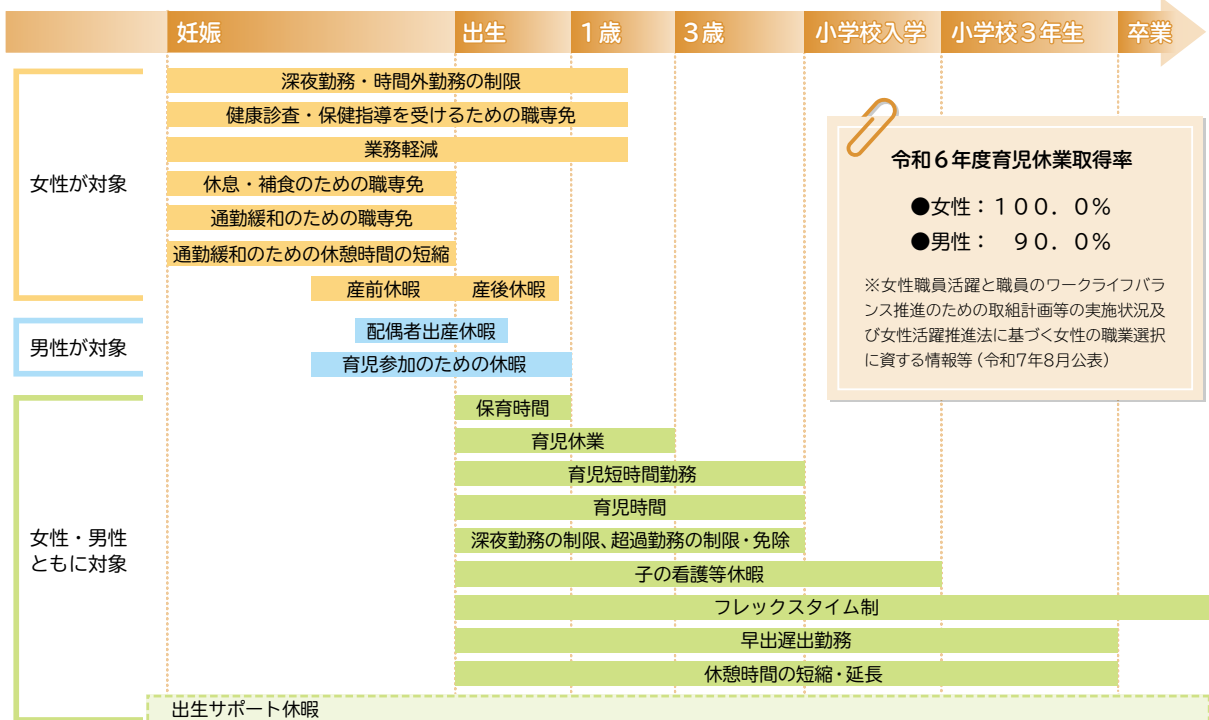 妊娠
出生
1歳
3歳
小学校入学
小学校3年生
卒業
女性が対象
深夜勤務・時間外勤務の制限
健康診査・保健指導を受けるための職専免
業務軽減
休息・補食のための職専免
通勤緩和のための職専免
通勤緩和のための休憩時間の短縮
産前休暇
産後休暇
男性が対象
配偶者出産休暇
育児参加のための休暇
女性・男性
ともに対象
保育時間
育児休業
育児短時間勤務
育児時間
深夜勤務の制限、超過勤務の制限・免除
子の看護等休暇
フレックスタイム制
早出遅出勤務
休憩時間の短縮・延長
出生サポート休暇
令和6年度育児休業取得率
●女性：100．0%
●男性：　90．0%
※女性職員活躍と職員のワークライフバラ
ンス推進のための取組計画等の実施状況及
び女性活躍推進法に基づく女性の職業選択
に資する情報等（令和7年8月公表）